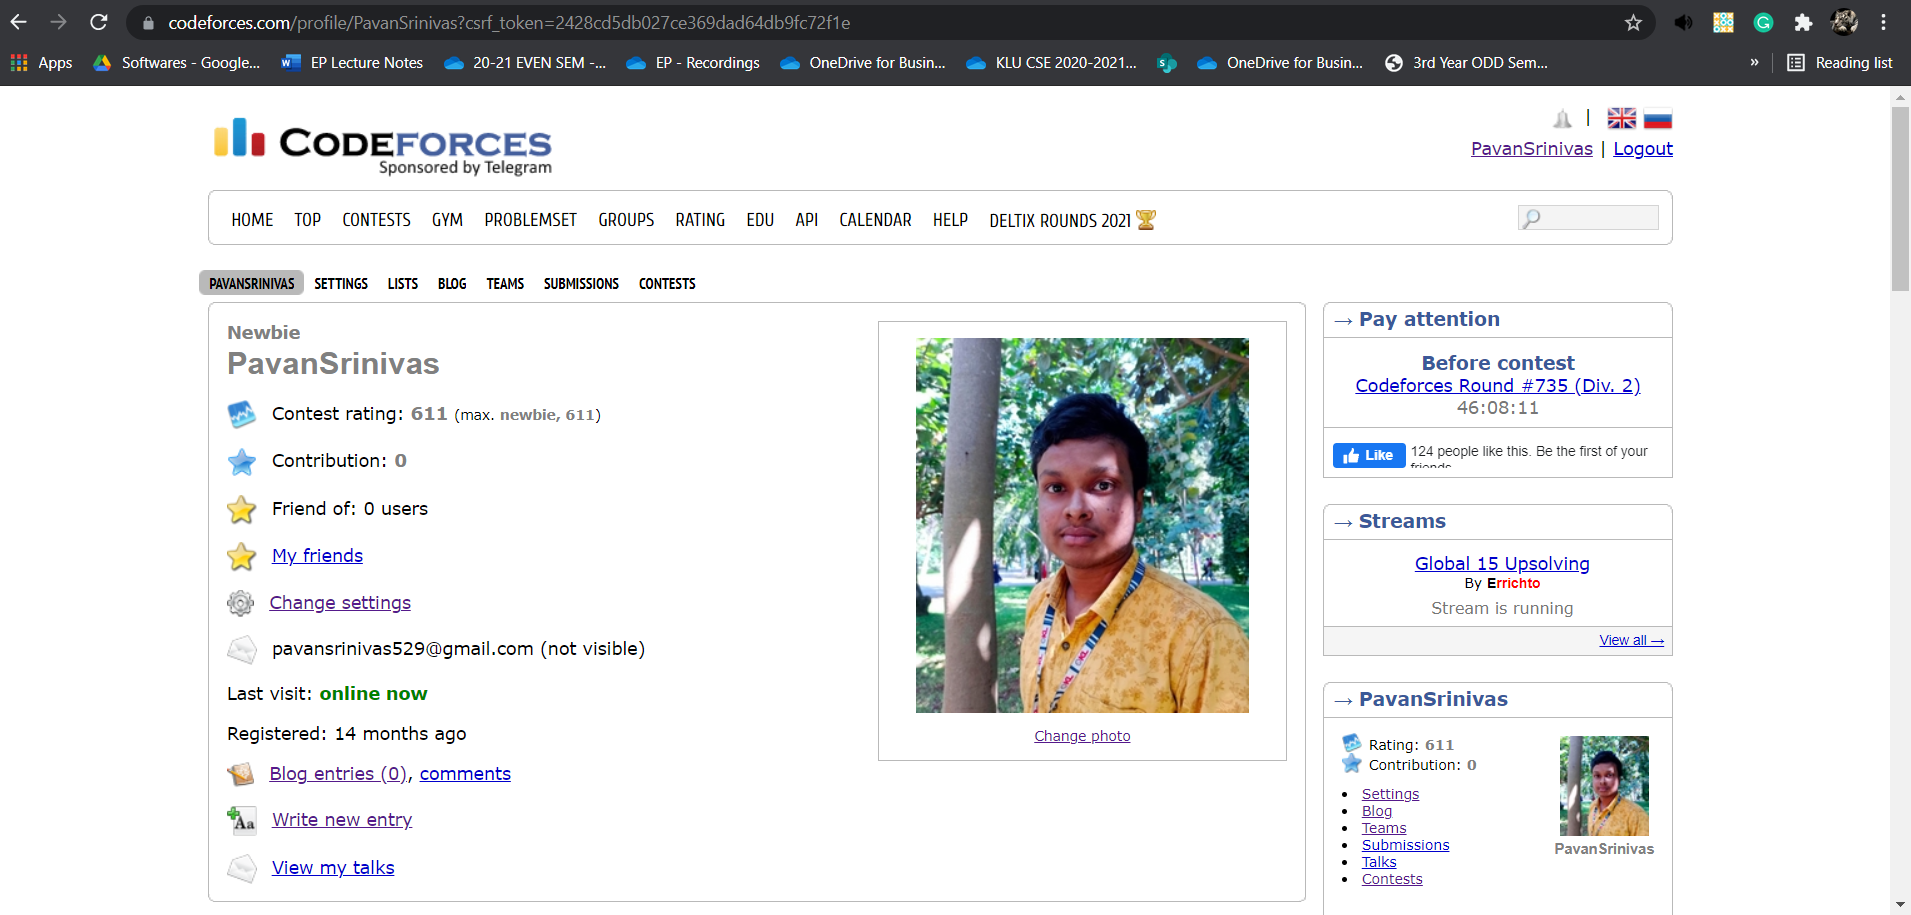 codeforces.com/profile/PavanSrinivas?csrf_token=2428cd5db027ce369dad64db9fc72f1e
Apps Softwares - Google... EP Lecture Notes 20-21 EVEN SEM -... EP - Recordings OneDrive for Busin... KLU CSE 2020-2021... OneDrive for Busin... 3rd Year ODD Sem... » Reading list
CODEFORCES
Sponsored by Telegram
PavanSrinivas | Logout
HOME TOP CONTESTS GYM PROBLEMSET GROUPS RATING EDU API CALENDAR HELP DELTIX ROUNDS 2021
PAVANSRINIVAS SETTINGS LISTS BLOG TEAMS SUBMISSIONS CONTESTS
Newbie
PavanSrinivas
Contest rating: 611 (max. newbie, 611)
Contribution: 0
Friend of: 0 users
My friends
Change settings
pavansrinivas529@gmail.com (not visible)
Last visit: online now
Registered: 14 months ago
Blog entries (0), comments
Write new entry
View my talks
Change photo
→ Pay attention
Before contest
Codeforces Round #735 (Div. 2)
46:08:11
Like 124 people like this. Be the first of your
friends.
→ Streams
Global 15 Upsolving
By Errichto
Stream is running
View all →
→ PavanSrinivas
Rating: 611
Contribution: 0
Settings
Blog
Teams
Submissions
Talks
Contests
PavanSrinivas